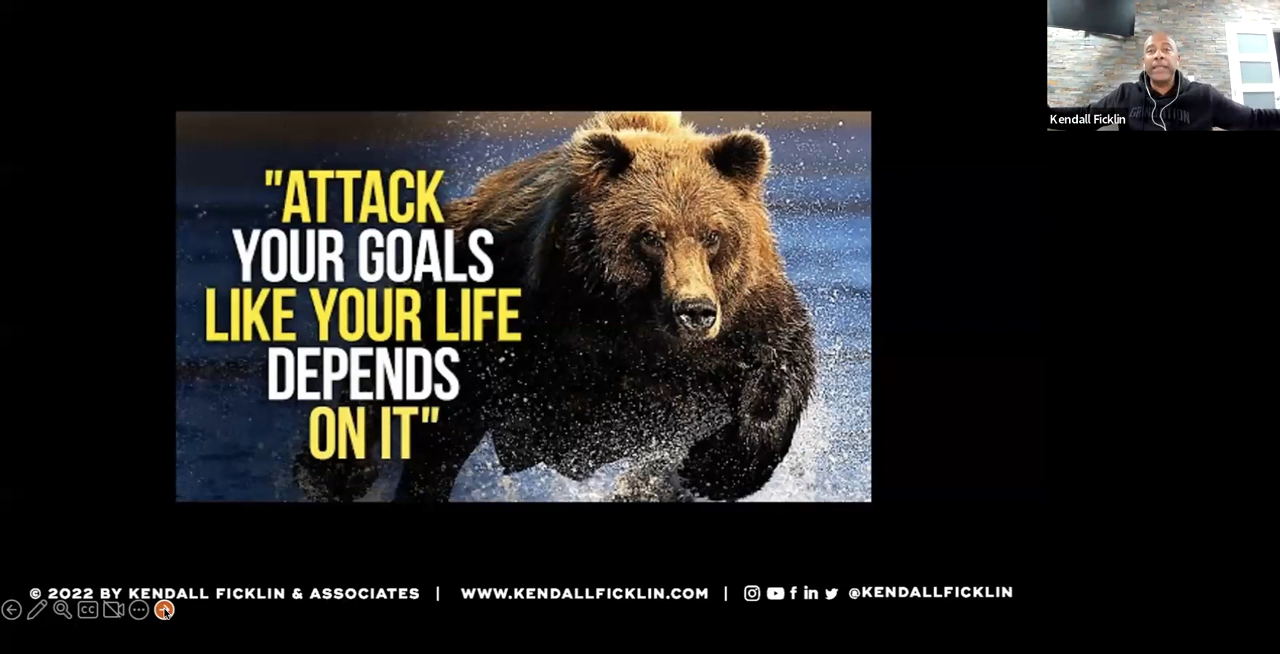 Kendall Ficklin
"ATTACK
YOUR GOALS
LIKE YOUR LIFE
DEPENDS
ON IT"
© 2022 BY KENDALL FICKLIN & ASSOCIATES | WWW.KENDALLFICKLIN.COM | @KENDALLFICKLIN
CC